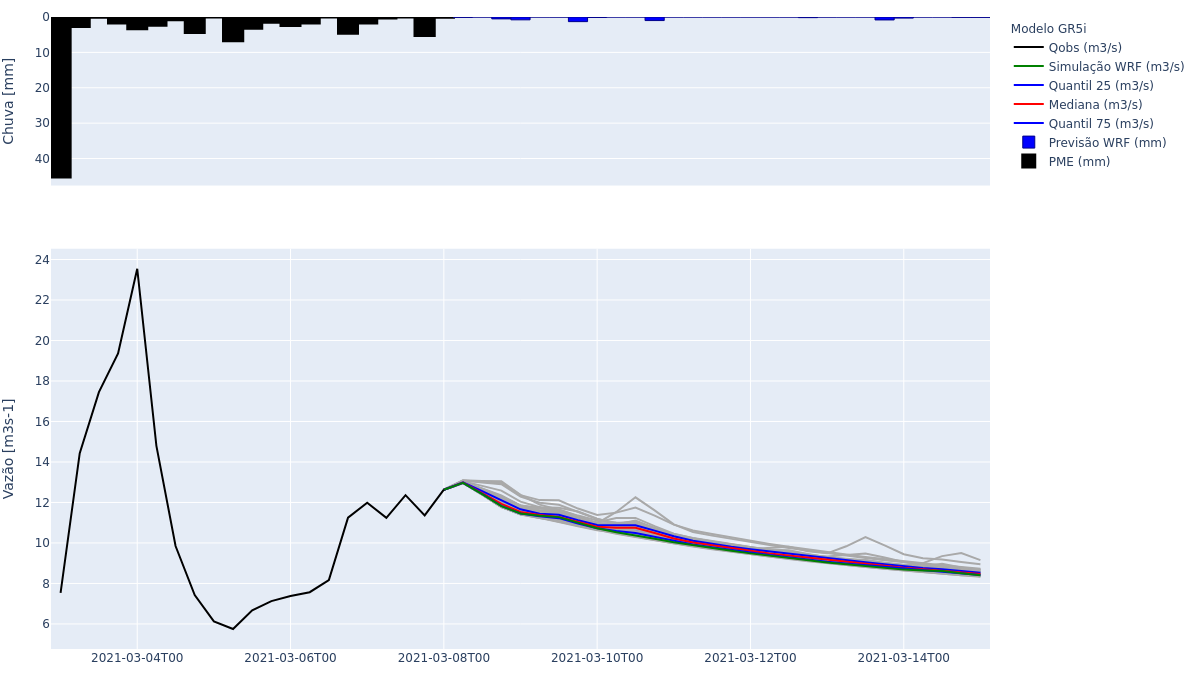 0
10
20
30
40
Chuva [mm]
Modelo GR5i
Qobs (m3/s)
Simulação WRF (m3/s)
Quantil 25 (m3/s)
Mediana (m3/s)
Quantil 75 (m3/s)
Previsão WRF (mm)
PME (mm)
24
22
20
18
16
14
12
10
8
6
Vazão [m3s-1]
2021-03-04T00 2021-03-06T00 2021-03-08T00 2021-03-10T00 2021-03-12T00 2021-03-14T00